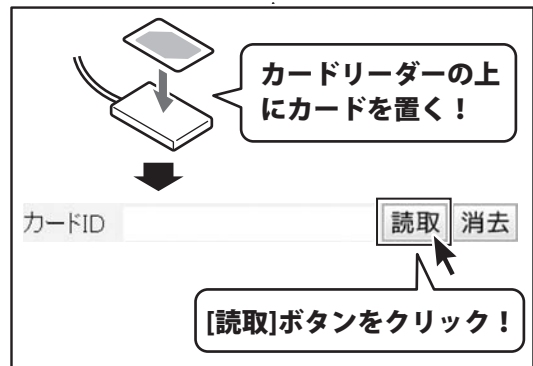 カードリーダーの上
にカードを置く！
カードID
読取
消去
[読取]ボタンをクリック！